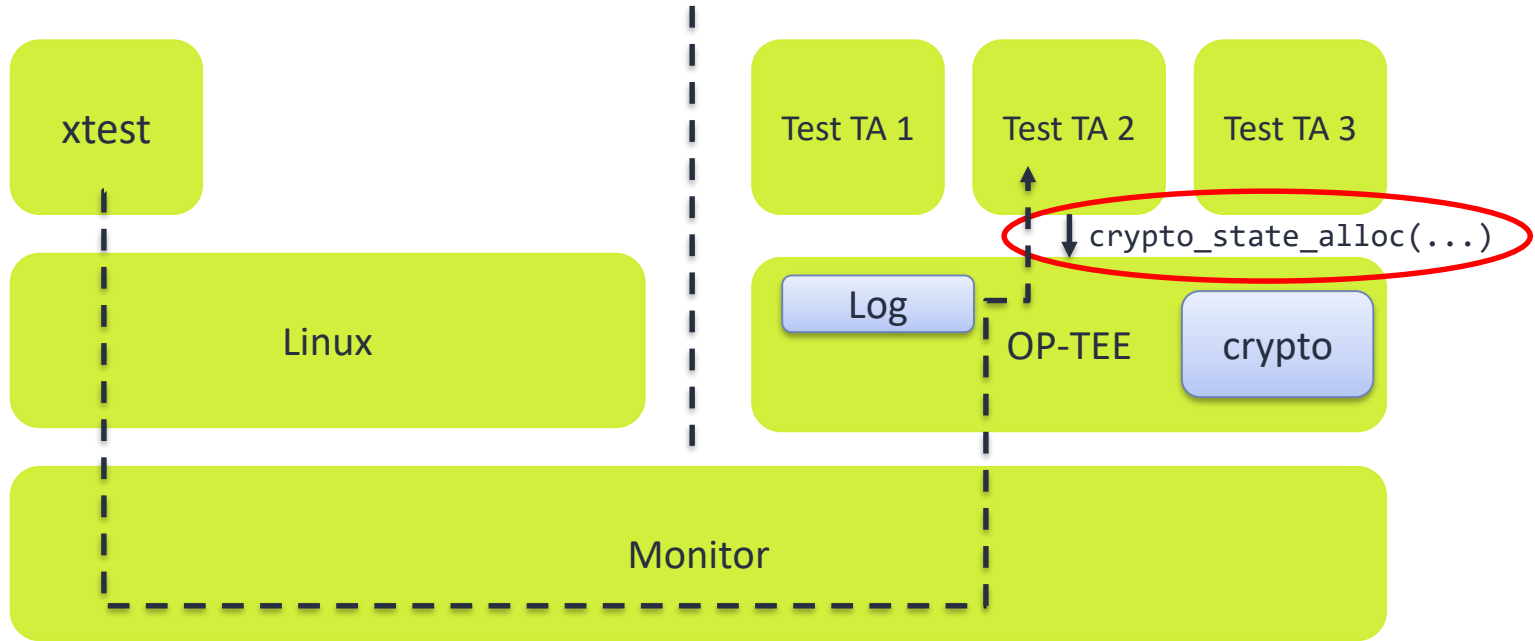 xtest
Test TA 1
Test TA 2
Test TA 3
crypto_state_alloc(...)
Linux
Log
OP-TEE
crypto
Monitor